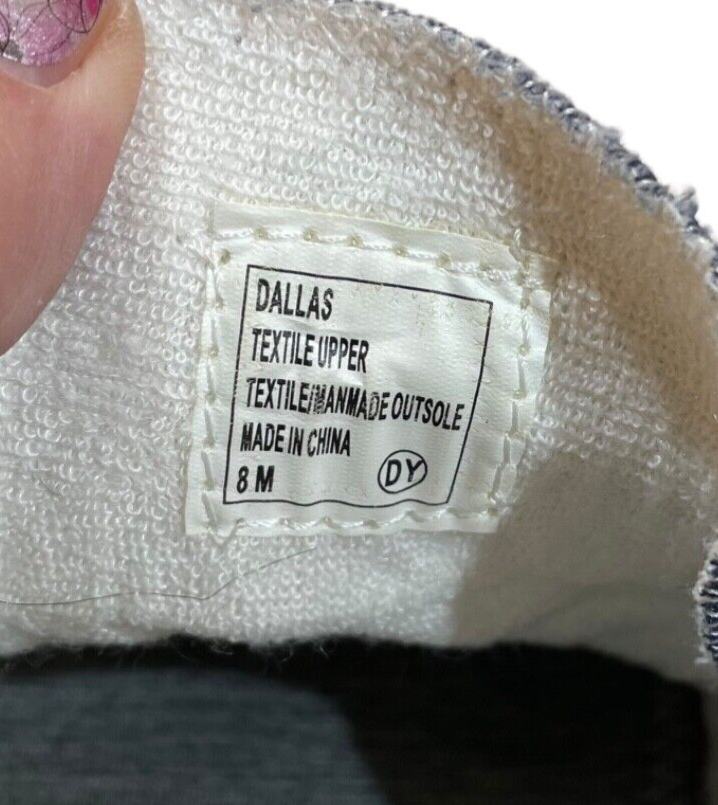 DALLAS
TEXTILE UPPER
TEXTILE/MANMADE OUTSOLE
MADE IN CHINA
8 M DY